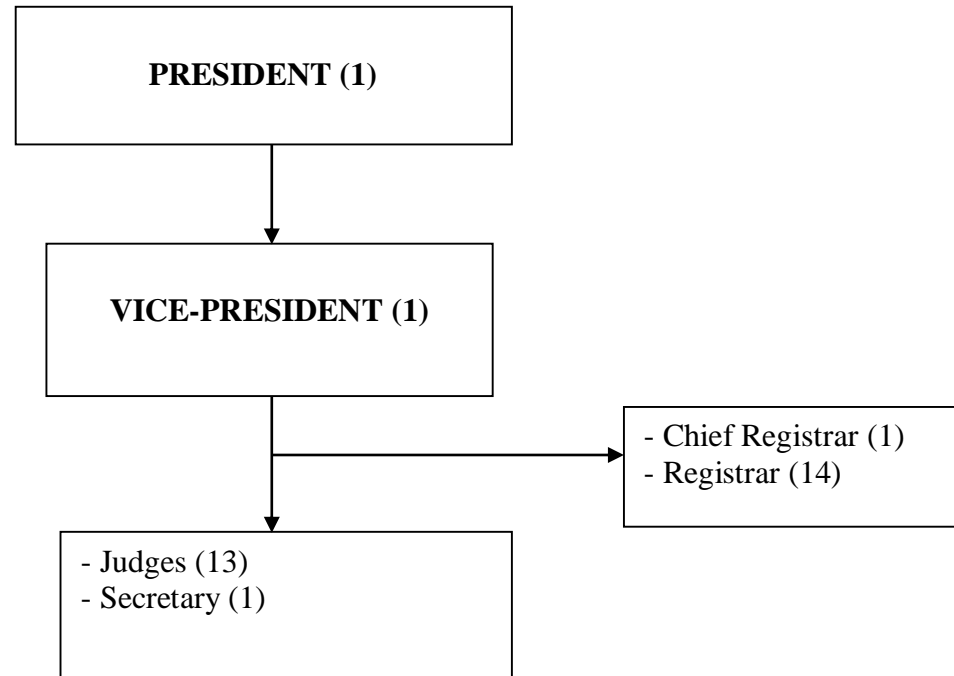 PRESIDENT (1)
VICE-PRESIDENT (1)
- Chief Registrar (1)
- Registrar (14)
- Judges (13)
- Secretary (1)